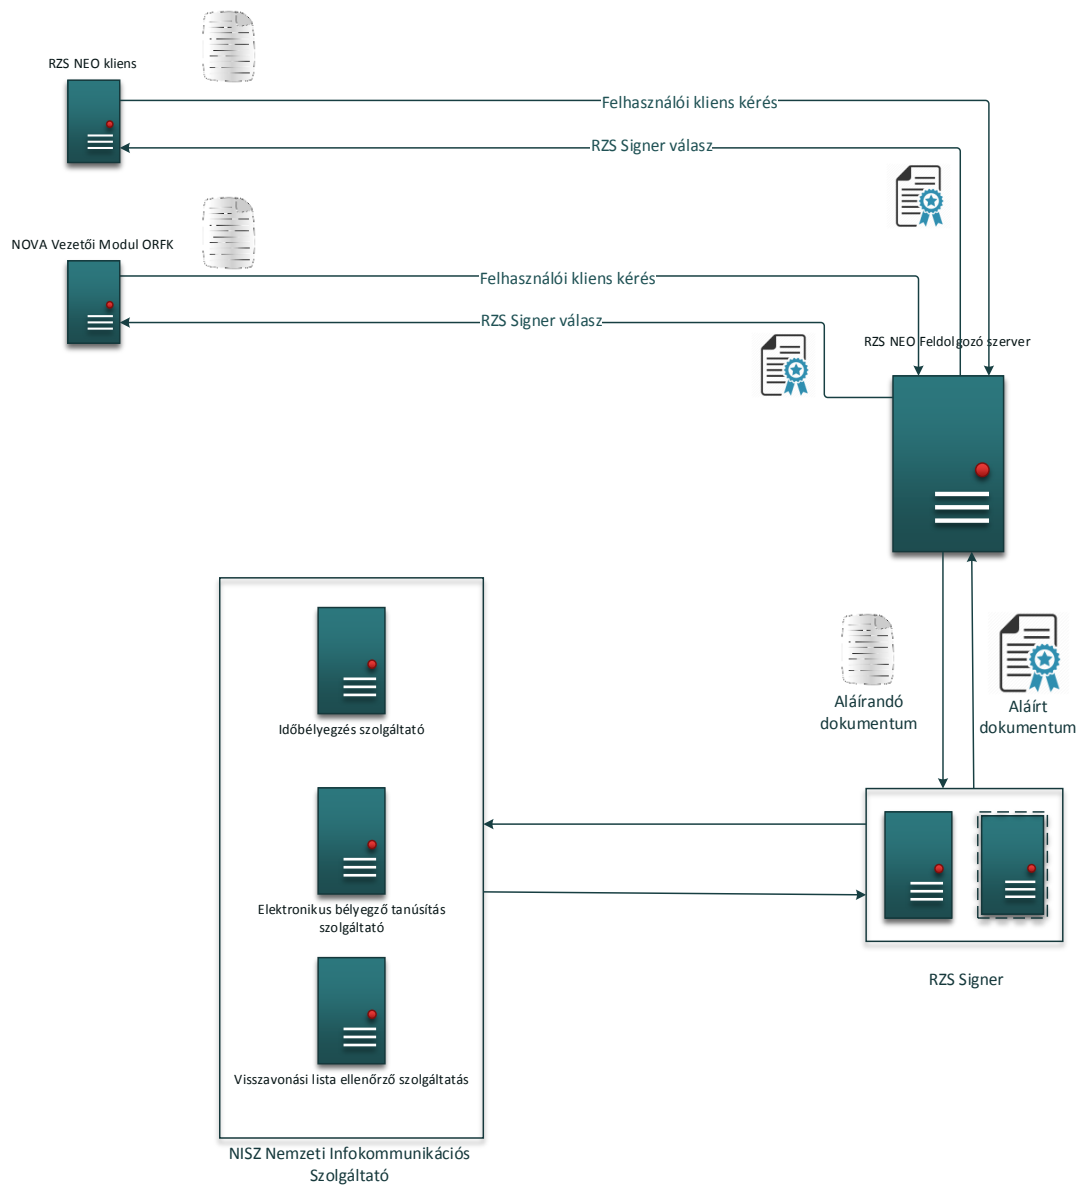 RZS NEO kliens
Felhasználói kliens kérés
RZS Signer válasz
NOVA Vezetői Modul ORFK
Felhasználói kliens kérés
RZS Signer válasz
RZS NEO Feldolgozó szerver
Aláírandó
dokumentum
Aláírt
dokumentum
Időbélyegzés szolgáltató
Elektronikus bélyegző tanúsítás
szolgáltató
RZS Signer
Visszavonási lista ellenőrző szolgáltatás
NISZ Nemzeti Infokommunikációs
Szolgáltató